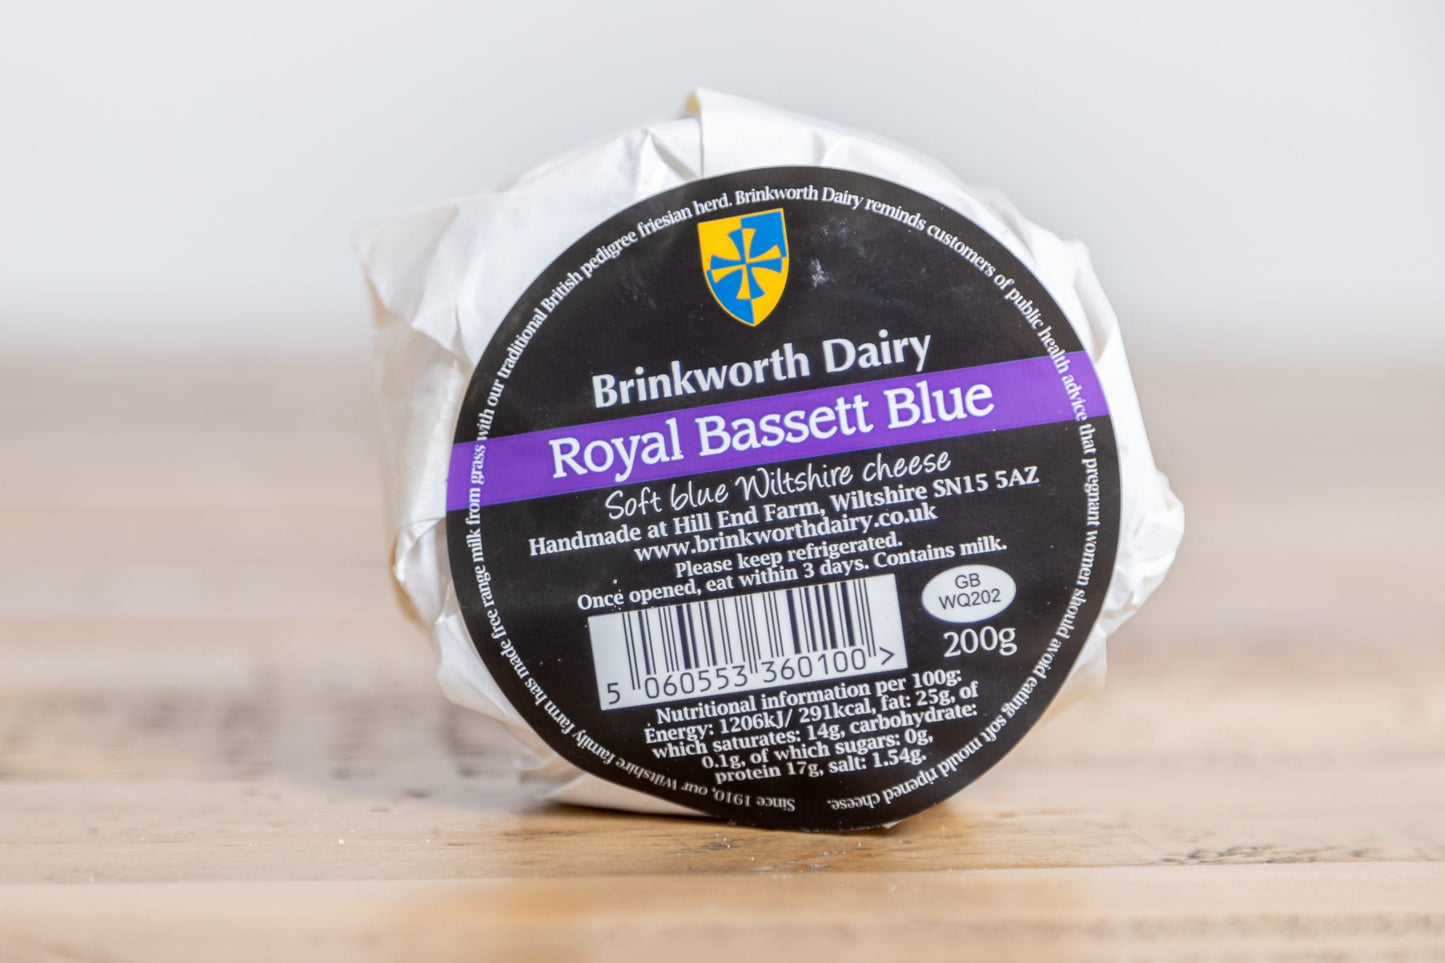 Since 1910, our Wiltshire family farm has made free range milk from grass with our traditional British pedigree friesian herd. Brinkworth Dairy reminds customers of public health advice that pregnant women should avoid eating soft mould ripened cheese.
Brinkworth Dairy
Royal Bassett Blue
Soft blue Wiltshire cheese
Handmade at Hill End Farm, Wiltshire SN15 5AZ
www.brinkworthdairy.co.uk
Please keep refrigerated.
Once opened, eat within 3 days. Contains milk.
GB
WQ202
200g
5 060553 360100 >
Nutritional information per 100g:
Energy: 1206kJ/ 291kcal, fat: 25g, of
which saturates: 14g, carbohydrate:
0.1g, of which sugars: 0g,
protein 17g, salt: 1.54g.